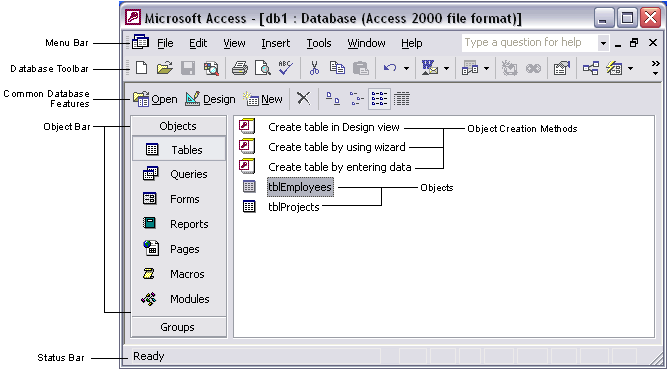 Microsoft Access - [db1 : Database (Access 2000 file format)]
Menu Bar
File Edit View Insert Tools Window Help
Type a question for help
Database Toolbar
ABC
W
Common Database
Features
Open Design New
Object Bar
Objects
Tables
Queries
Forms
Reports
Pages
Macros
Modules
Groups
Create table in Design view
Create table by using wizard
Create table by entering data
tblEmployees
tblProjects
Object Creation Methods
Objects
Status Bar
Ready